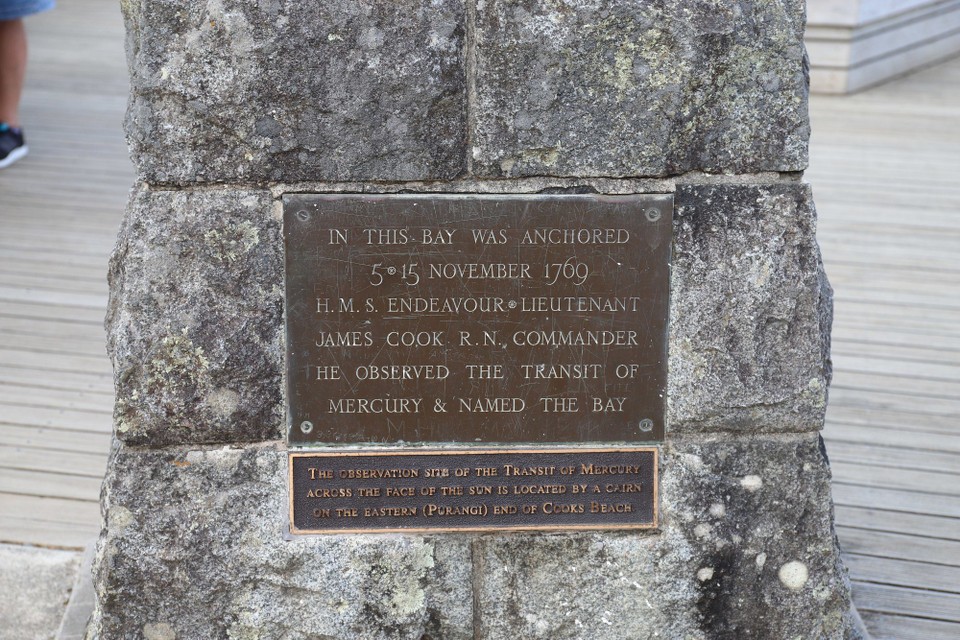 IN THIS BAY WAS ANCHORED
5•15 NOVEMBER 1769
H.M.S. ENDEAVOUR•LIEUTENANT
JAMES COOK R.N., COMMANDER
HE OBSERVED THE TRANSIT OF
MERCURY & NAMED THE BAY
THE OBSERVATION SITE OF THE TRANSIT OF MERCURY
ACROSS THE FACE OF THE SUN IS LOCATED BY A CAIRN
ON THE EASTERN (PURANGI) END OF COOKS BEACH